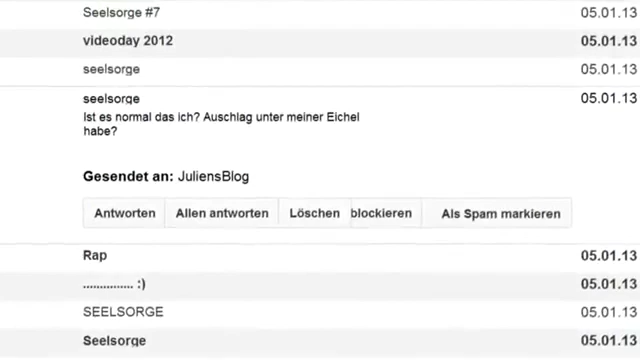 Seelsorge #7 05.01.13
videoday 2012 05.01.13
seelsorge 05.01.13
seelsorge 05.01.13
Ist es normal das ich? Auschlag unter meiner Eichel
habe?
Gesendet an: JuliensBlog
Antworten Allen antworten Löschen blockieren Als Spam markieren
Rap 05.01.13
............... :) 05.01.13
SEELSORGE 05.01.13
Seelsorge 05.01.13